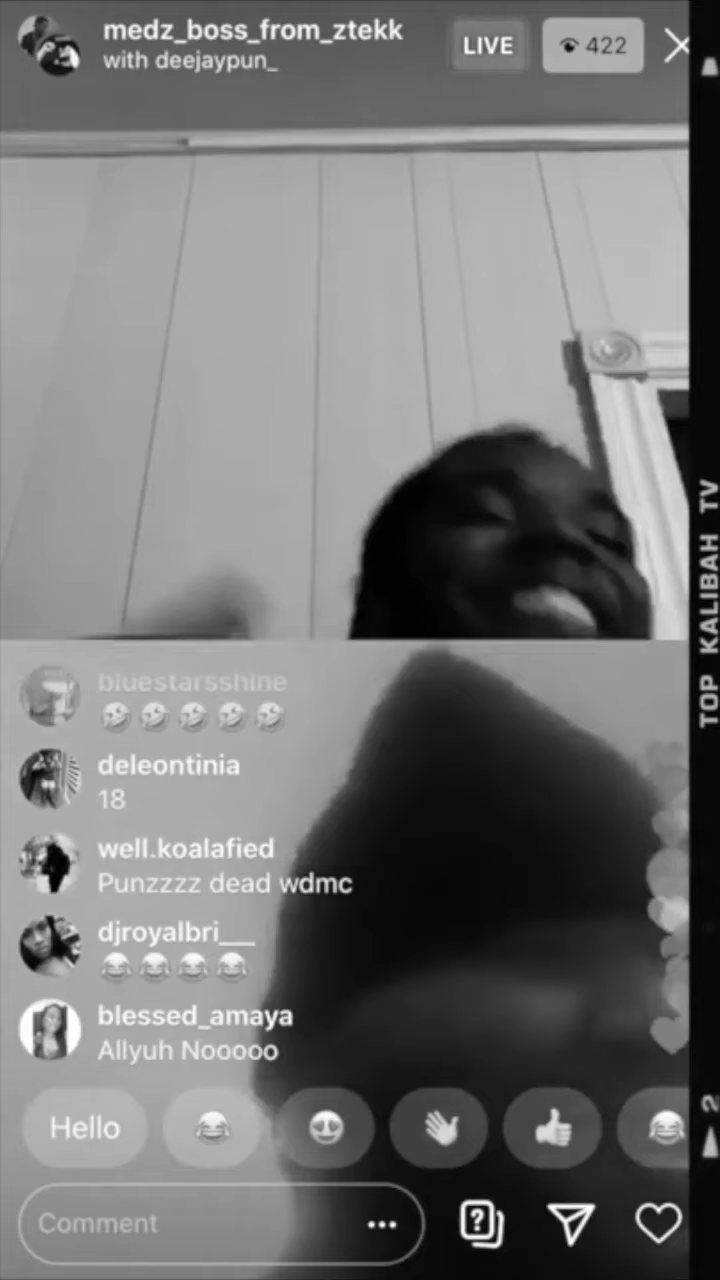 medz_boss_from_ztekk
with deejaypun_
LIVE
422
TOP KALIBAH TV
bluestarsshine
🤣 🤣 🤣 🤣 🤣
deleontinia
18
well.koalafied
Punzzzz dead wdmc
djroyalbri___
😂 😂 😂 😂
blessed_amaya
Allyuh Nooooo
Hello 😂 😍 👋 👍 😂
2
Comment